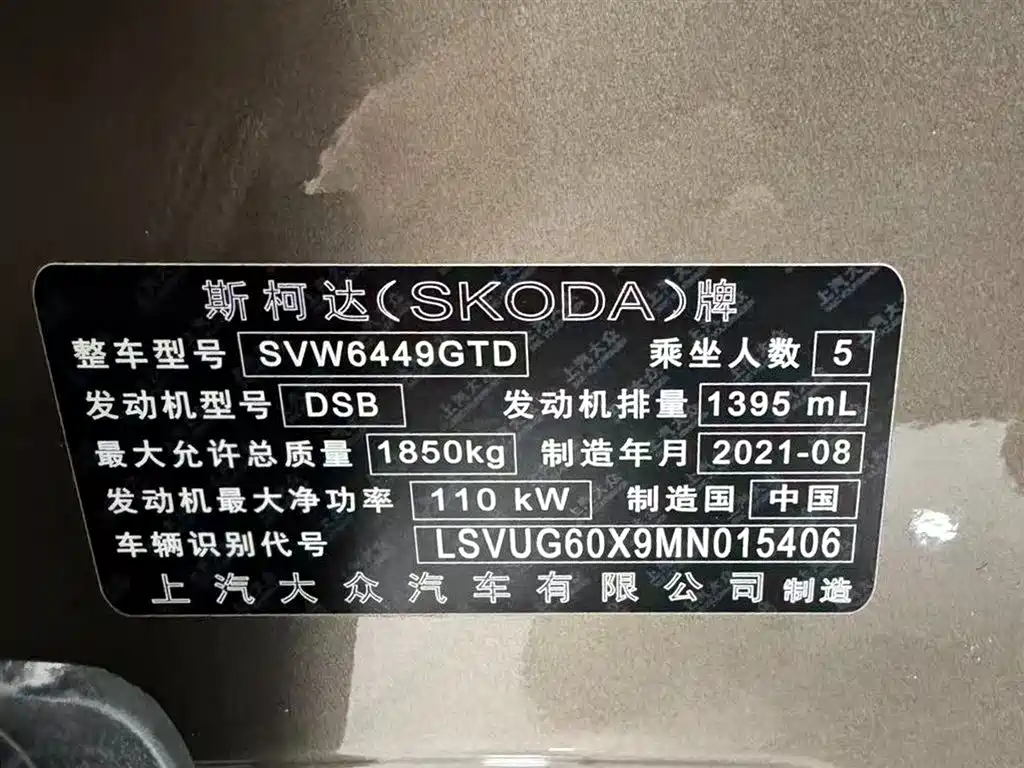 斯柯达(SKODA)牌
整车型号 SVW6449GTD 乘坐人数 5
发动机型号 DSB 发动机排量 1395 mL
最大允许总质量 1850kg 制造年月 2021-08
发动机最大净功率 110 kW 制造国 中国
车辆识别代号 LSVUG60X9MN015406
上汽大众汽车有限公司 制造